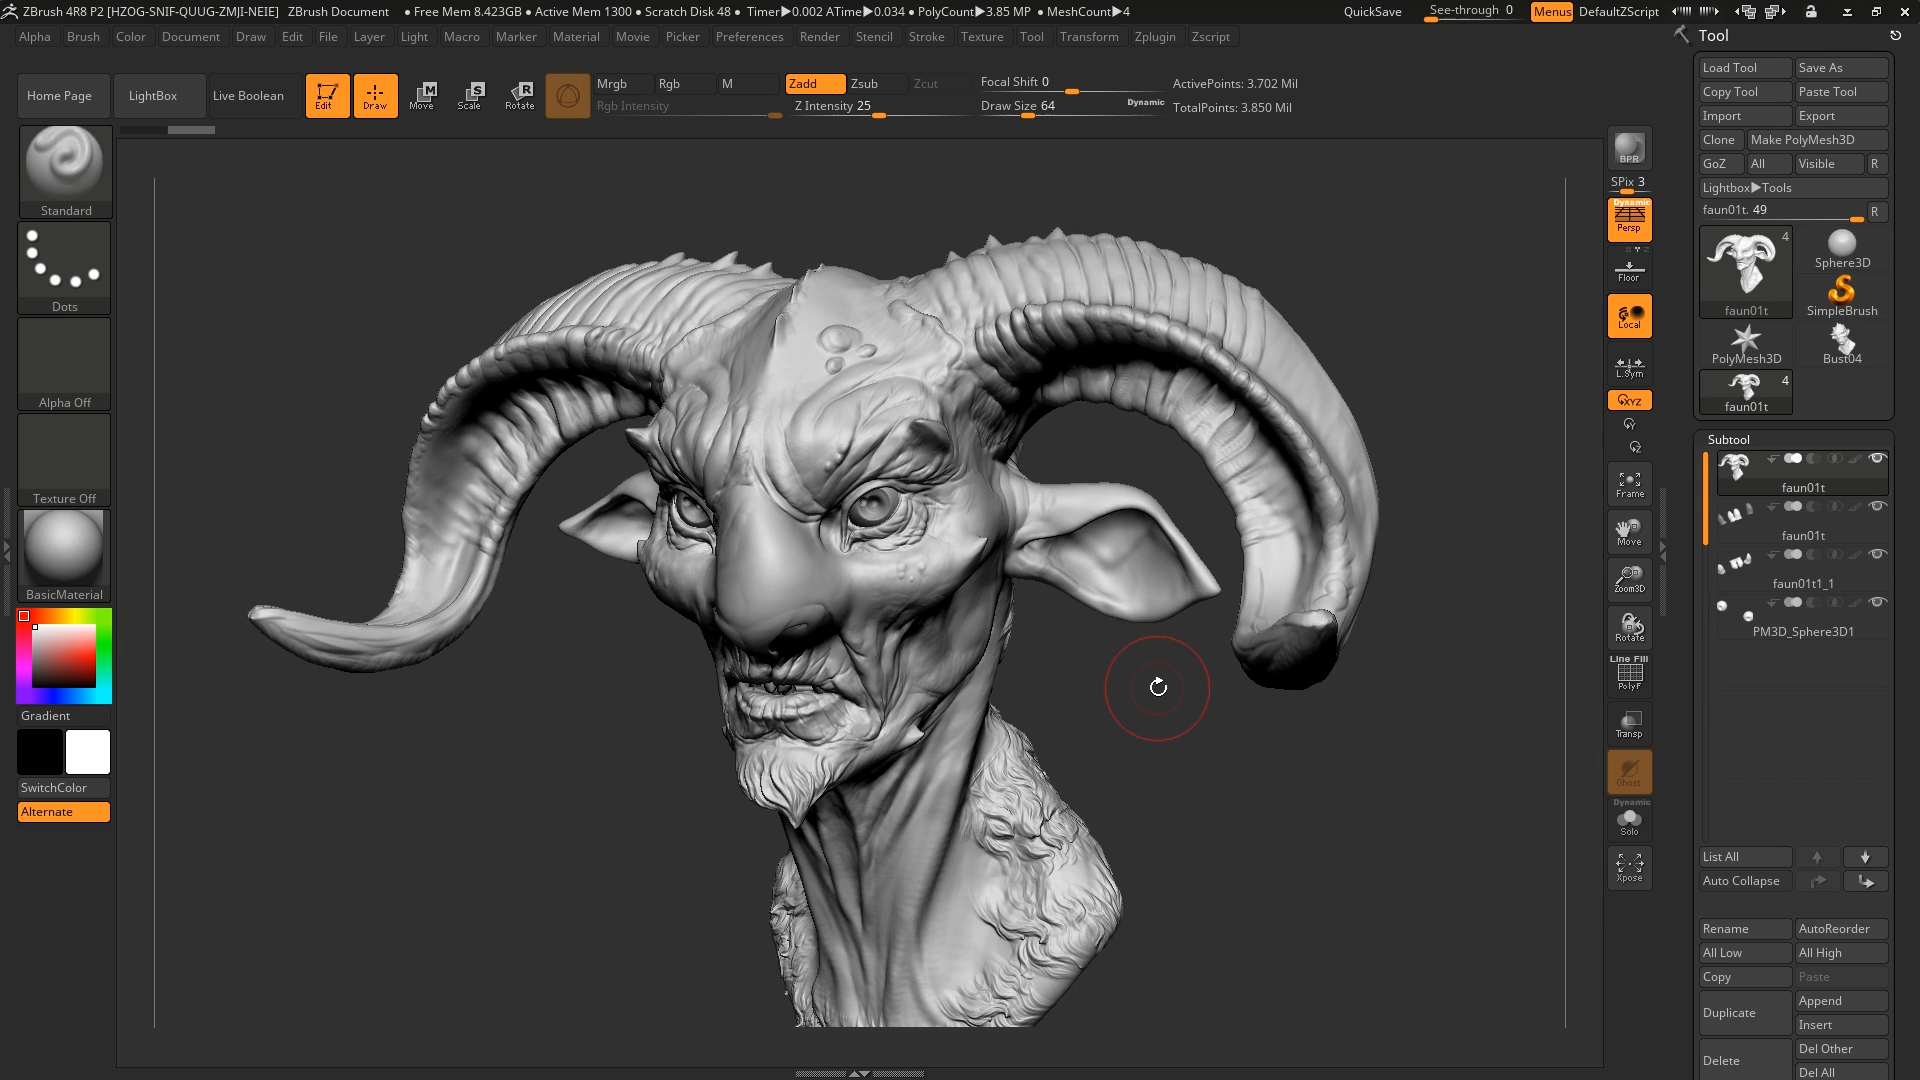 ZBrush 4R8 P2 [HZOG-SNIF-QUUG-ZMJI-NEIE] ZBrush Document • Free Mem 8.423GB • Active Mem 1300 • Scratch Disk 48 • Timer▶0.002 ATime▶0.034 • PolyCount▶3.85 MP • MeshCount▶4 QuickSave See-through 0 Menus DefaultZScript
Alpha Brush Color Document Draw Edit File Layer Light Macro Marker Material Movie Picker Preferences Render Stencil Stroke Texture Tool Transform Zplugin Zscript
Home Page LightBox Live Boolean Edit Draw Move Scale Rotate
M S R
Mrgb Rgb M Zadd Zsub Zcut Focal Shift 0 ActivePoints: 3.702 Mil
Rgb Intensity Z Intensity 25 Draw Size 64 Dynamic TotalPoints: 3.850 Mil
Standard
Dots
Alpha Off
Texture Off
BasicMaterial
Gradient
SwitchColor
Alternate
BPR
SPix 3
Dynamic
Persp
Floor
Local
L.Sym
XYZ
Y
Z
Frame
Move
Zoom3D
Rotate
Line Fill
PolyF
Transp
Ghost
Dynamic
Solo
Xpose
Tool
Load Tool Save As
Copy Tool Paste Tool
Import Export
Clone Make PolyMesh3D
GoZ All Visible R
Lightbox▶Tools
faun01t. 49 R
4
faun01t Sphere3D
SimpleBrush
PolyMesh3D Bust04
4
faun01t
Subtool
faun01t
faun01t
faun01t1_1
PM3D_Sphere3D1
List All
Auto Collapse
Rename AutoReorder
All Low All High
Copy Paste
Duplicate Append
Insert
Delete Del Other
Del All